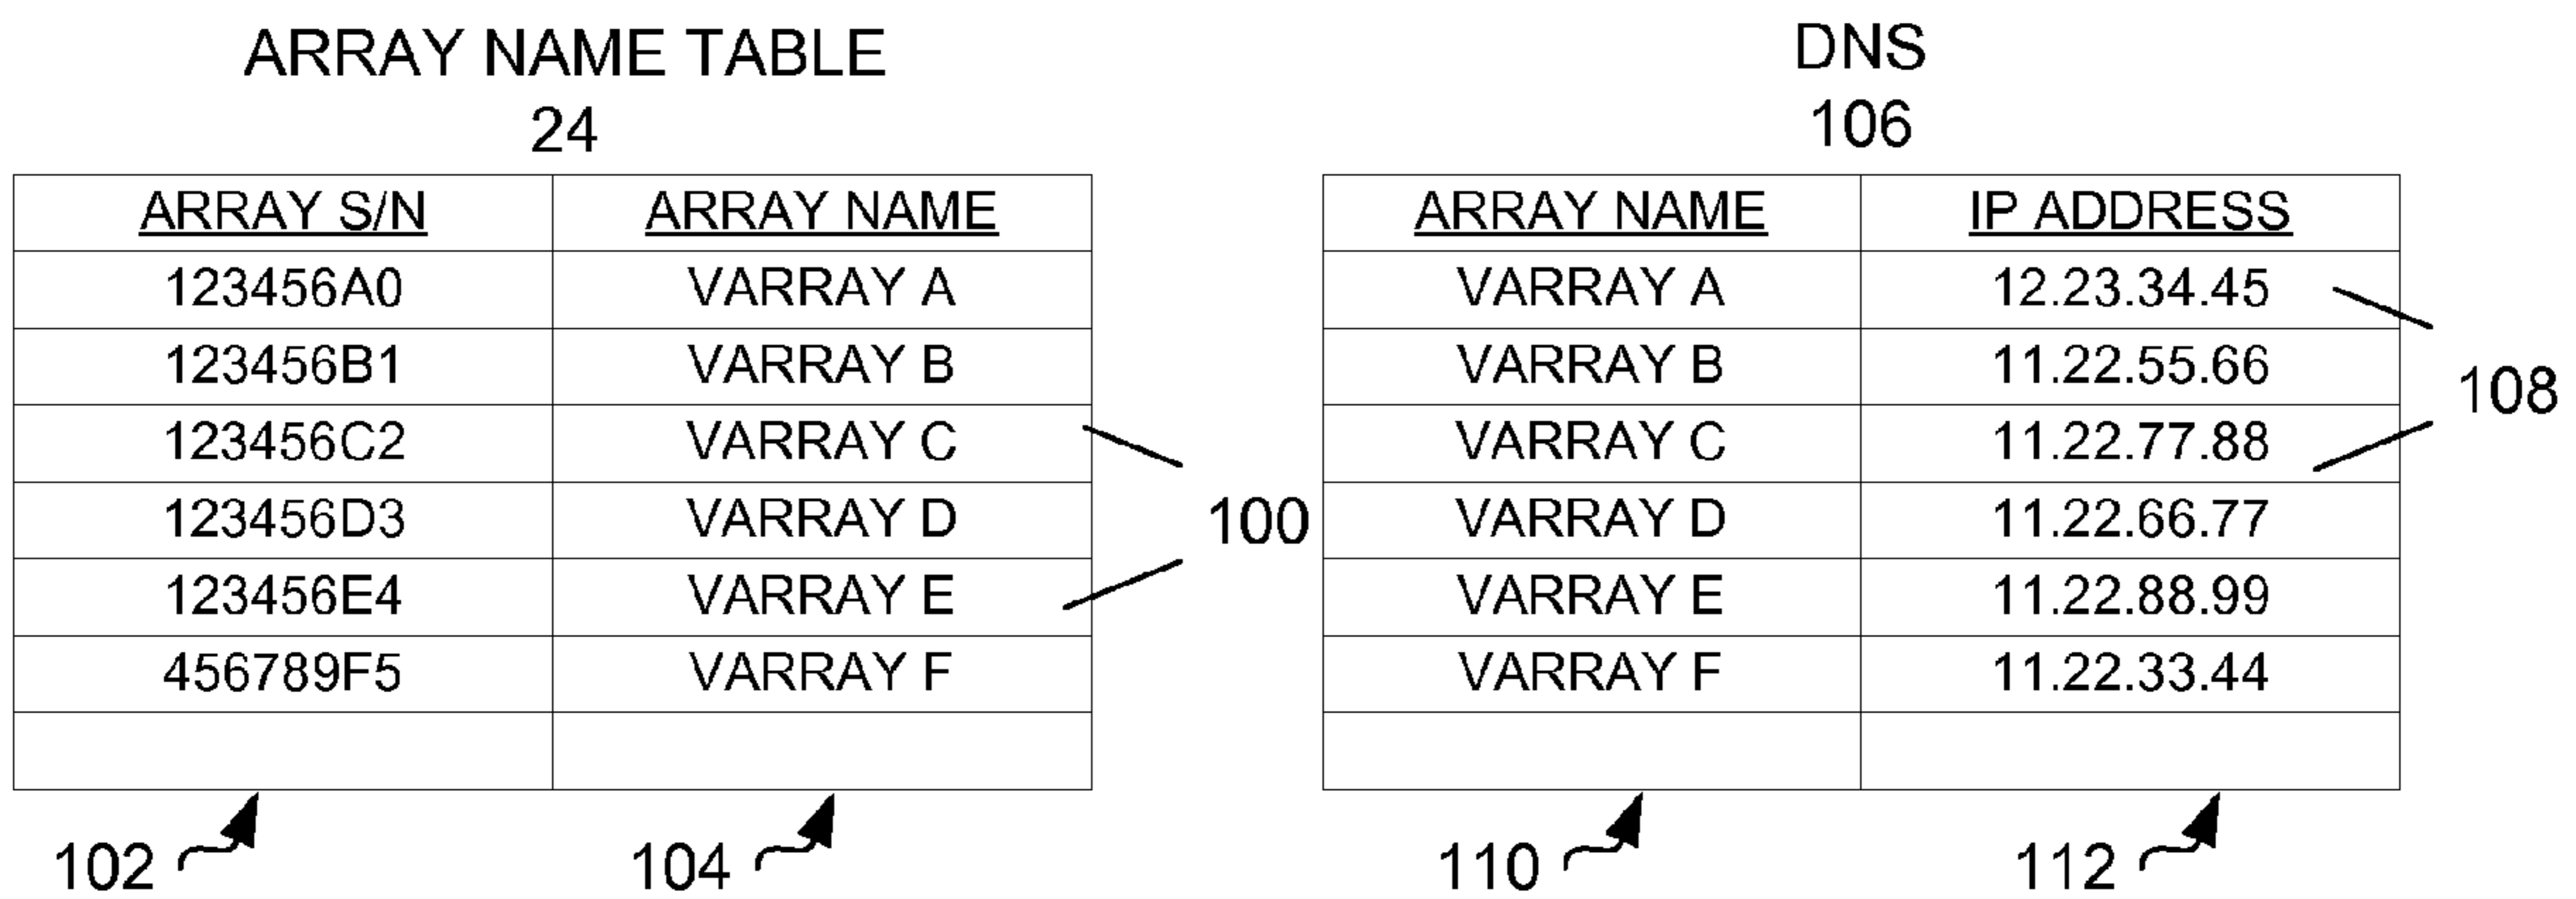 ARRAY NAME TABLE
24
ARRAY S/N ARRAY NAME
123456A0 VARRAY A
123456B1 VARRAY B
123456C2 VARRAY C
123456D3 VARRAY D
123456E4 VARRAY E
456789F5 VARRAY F
100
102 104
DNS
106
ARRAY NAME IP ADDRESS
VARRAY A 12.23.34.45
VARRAY B 11.22.55.66
VARRAY C 11.22.77.88
VARRAY D 11.22.66.77
VARRAY E 11.22.88.99
VARRAY F 11.22.33.44
108
110 112